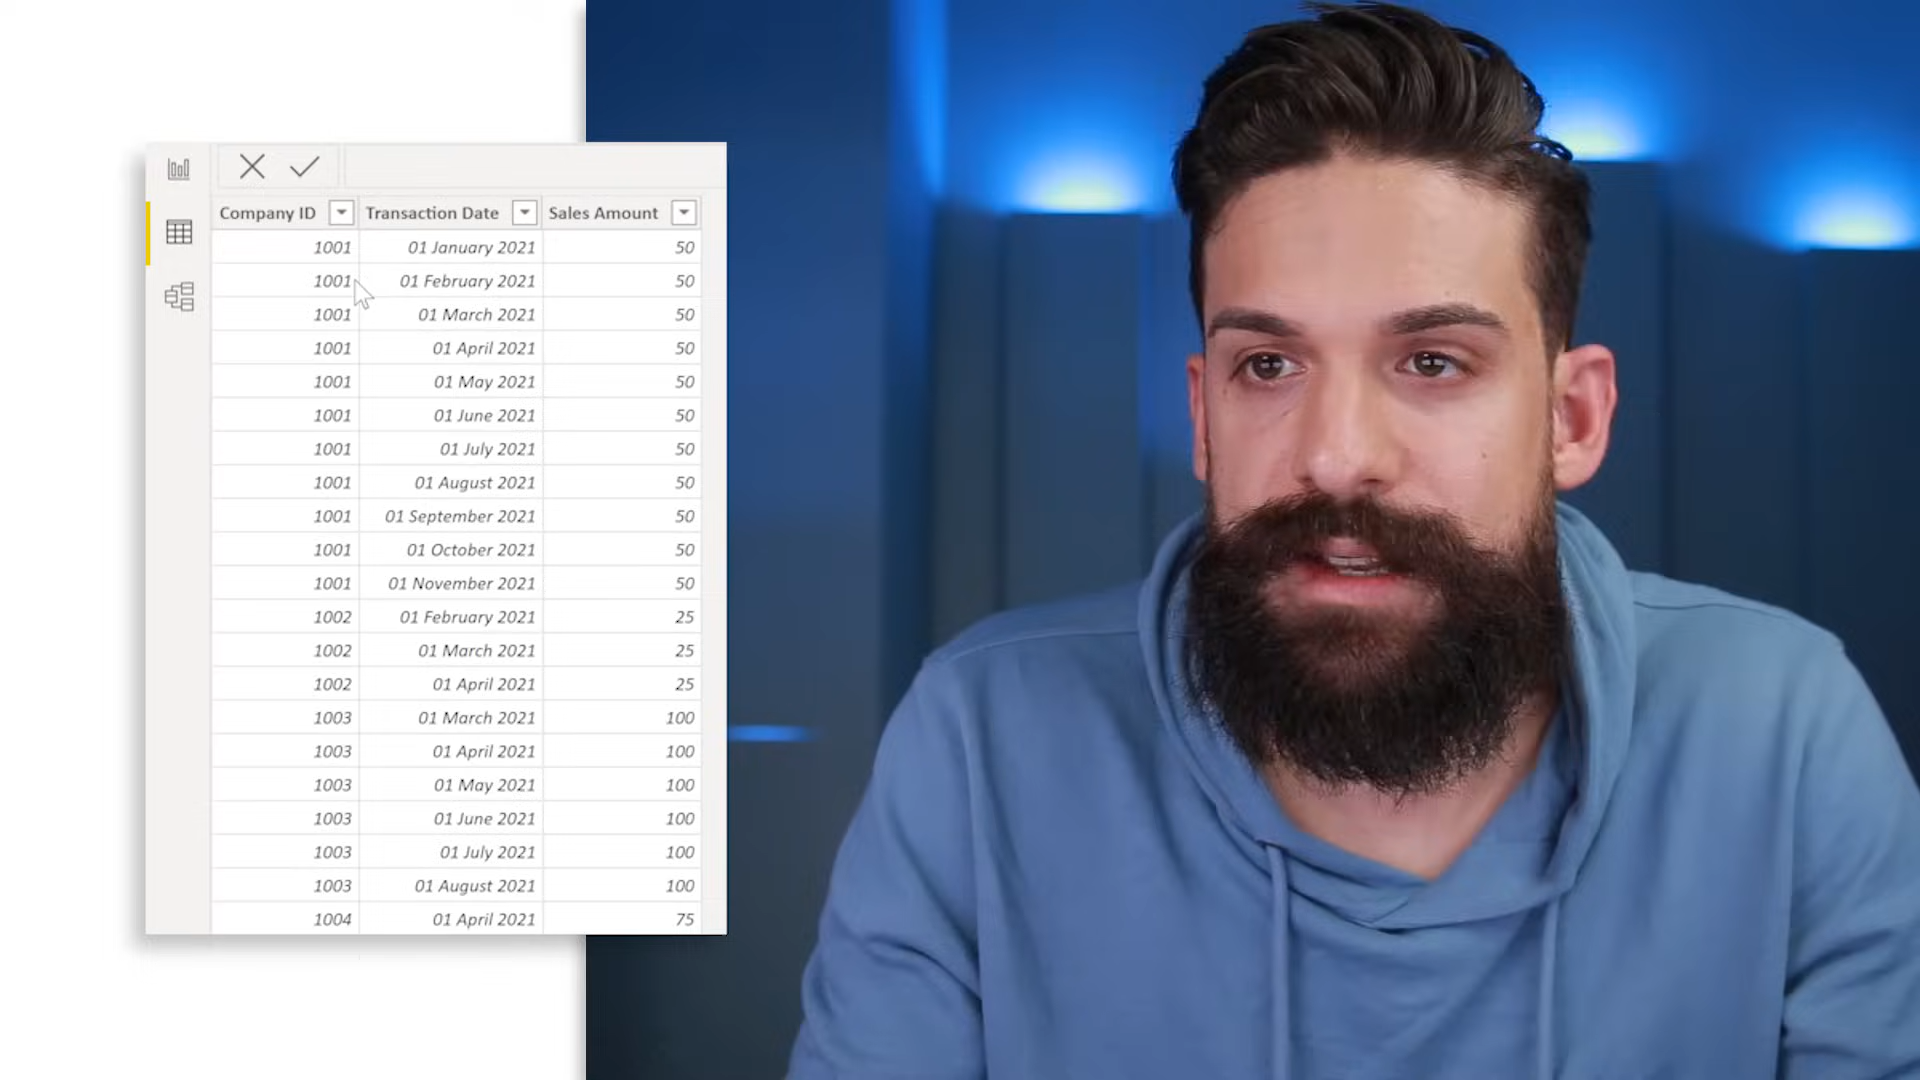 Company ID Transaction Date Sales Amount
1001 01 January 2021 50
1001 01 February 2021 50
1001 01 March 2021 50
1001 01 April 2021 50
1001 01 May 2021 50
1001 01 June 2021 50
1001 01 July 2021 50
1001 01 August 2021 50
1001 01 September 2021 50
1001 01 October 2021 50
1001 01 November 2021 50
1002 01 February 2021 25
1002 01 March 2021 25
1002 01 April 2021 25
1003 01 March 2021 100
1003 01 April 2021 100
1003 01 May 2021 100
1003 01 June 2021 100
1003 01 July 2021 100
1003 01 August 2021 100
1004 01 April 2021 75